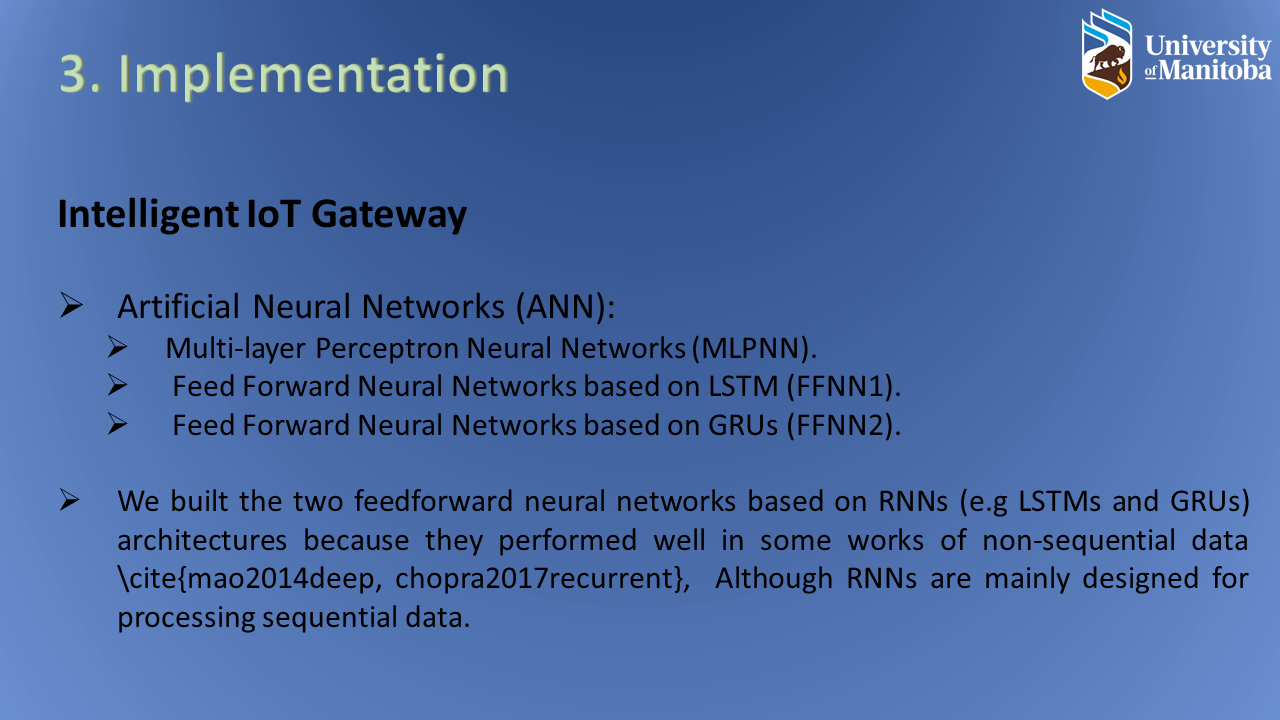 3. Implementation
University
of Manitoba
Intelligent IoT Gateway
➢ Artificial Neural Networks (ANN):
➢ Multi-layer Perceptron Neural Networks (MLPNN).
➢ Feed Forward Neural Networks based on LSTM (FFNN1).
➢ Feed Forward Neural Networks based on GRUs (FFNN2).
➢ We built the two feedforward neural networks based on RNNs (e.g LSTMs and GRUs)
architectures because they performed well in some works of non-sequential data
\cite{mao2014deep, chopra2017recurrent}, Although RNNs are mainly designed for
processing sequential data.